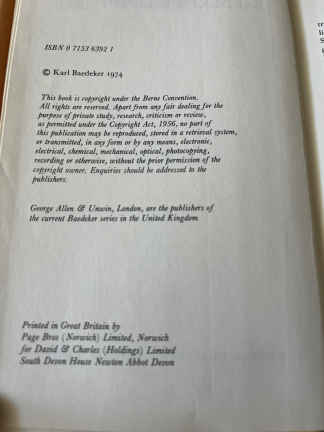 ISBN 0 7153 6392 1
© Karl Baedeker 1974
This book is copyright under the Berne Convention.
All rights are reserved. Apart from any fair dealing for the
purpose of private study, research, criticism or review,
as permitted under the Copyright Act, 1956, no part of
this publication may be reproduced, stored in a retrieval system,
or transmitted, in any form or by any means, electronic,
electrical, chemical, mechanical, optical, photocopying,
recording or otherwise, without the prior permission of the
copyright owner. Enquiries should be addressed to the
publishers.
George Allen & Unwin, London, are the publishers of
the current Baedeker series in the United Kingdom
Printed in Great Britain by
Page Bros (Norwich) Limited, Norwich
for David & Charles (Holdings) Limited
South Devon House Newton Abbot Devon